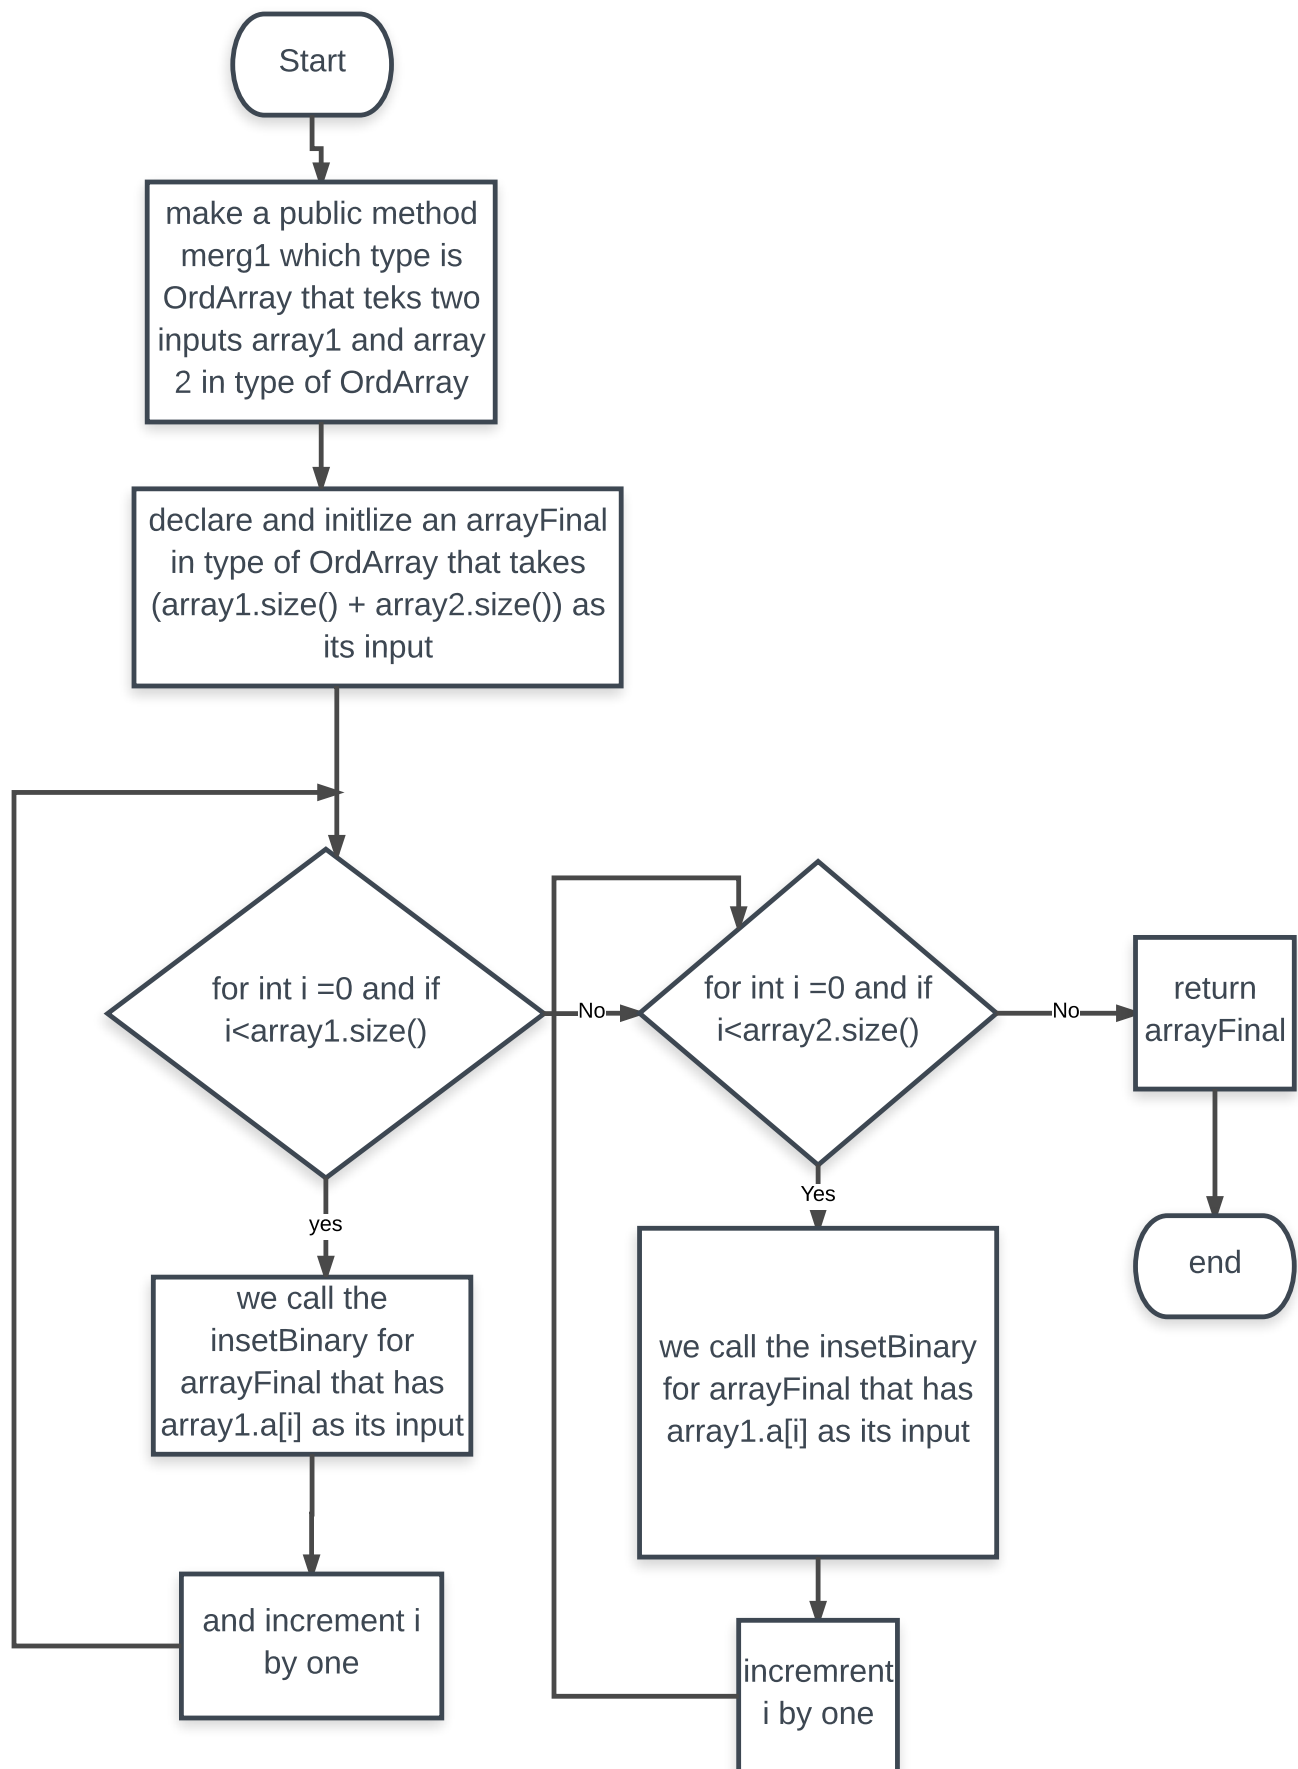 Start
make a public method
merg1 which type is
OrdArray that teks two
inputs array1 and array
2 in type of OrdArray
declare and initlize an arrayFinal
in type of OrdArray that takes
(array1.size() + array2.size()) as
its input
for int i =0 and if
i<array1.size()
No
yes
we call the
insetBinary for
arrayFinal that has
array1.a[i] as its input
and increment i
by one
for int i =0 and if
i<array2.size()
No
Yes
we call the insetBinary
for arrayFinal that has
array1.a[i] as its input
incremrent
i by one
return
arrayFinal
end